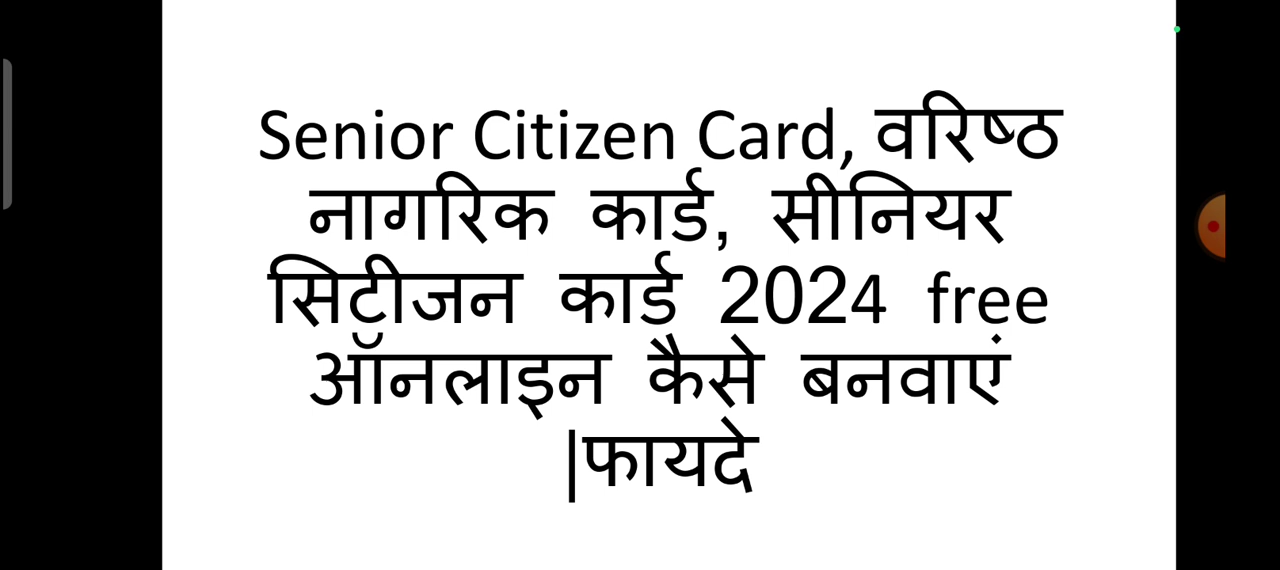 Senior Citizen Card, वरिष्ठ
नागरिक कार्ड, सीनियर
सिटीजन कार्ड 2024 free
ऑनलाइन कैसे बनवाएं
|फायदे